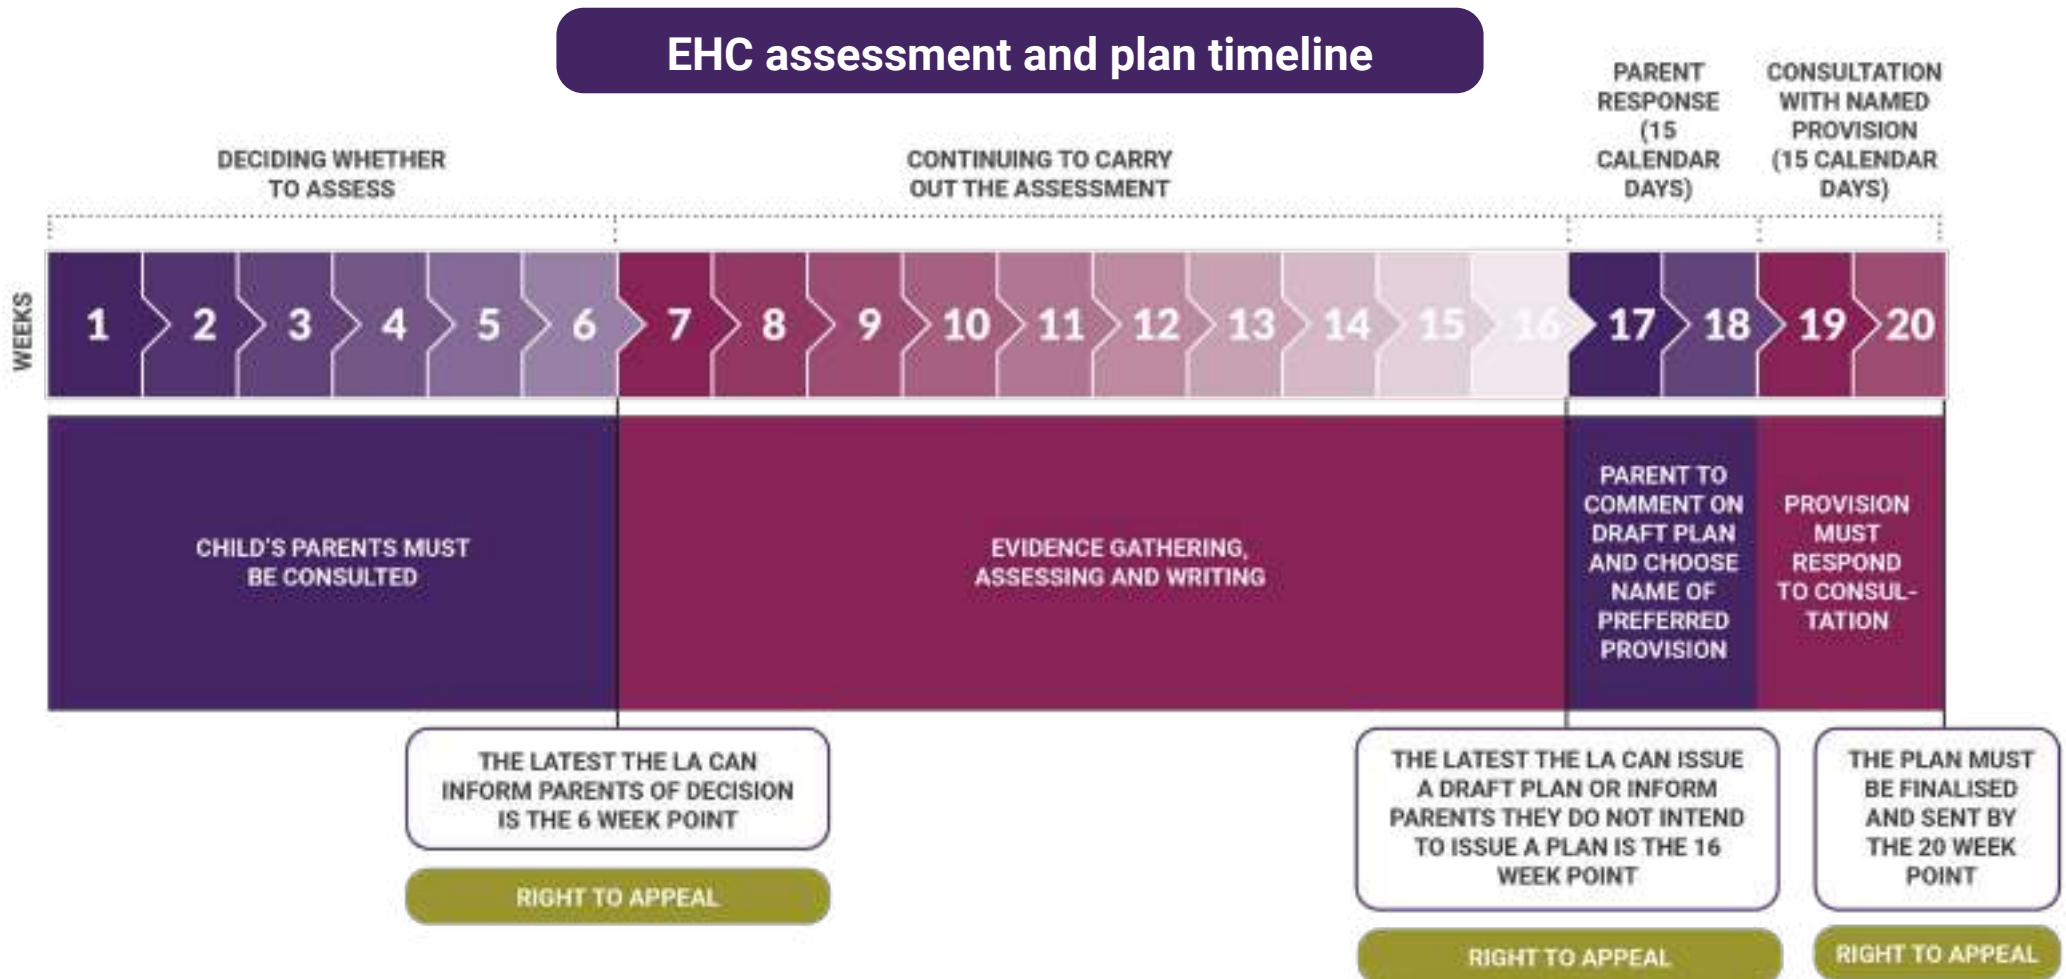 EHC assessment and plan timeline
DECIDING WHETHER
TO ASSESS
CONTINUING TO CARRY
OUT THE ASSESSMENT
PARENT
RESPONSE
(15
CALENDAR
DAYS)
CONSULTATION
WITH NAMED
PROVISION
(15 CALENDAR
DAYS)
WEEKS
1 2 3 4 5 6 7 8 9 10 11 12 13 14 15 16 17 18 19 20
CHILD'S PARENTS MUST
BE CONSULTED
EVIDENCE GATHERING,
ASSESSING AND WRITING
PARENT TO
COMMENT ON
DRAFT PLAN
AND CHOOSE
NAME OF
PREFERRED
PROVISION
PROVISION
MUST
RESPOND
TO CONSUL-
TATION
THE LATEST THE LA CAN
INFORM PARENTS OF DECISION
IS THE 6 WEEK POINT
RIGHT TO APPEAL
THE LATEST THE LA CAN ISSUE
A DRAFT PLAN OR INFORM
PARENTS THEY DO NOT INTEND
TO ISSUE A PLAN IS THE 16
WEEK POINT
RIGHT TO APPEAL
THE PLAN MUST
BE FINALISED
AND SENT BY
THE 20 WEEK
POINT
RIGHT TO APPEAL